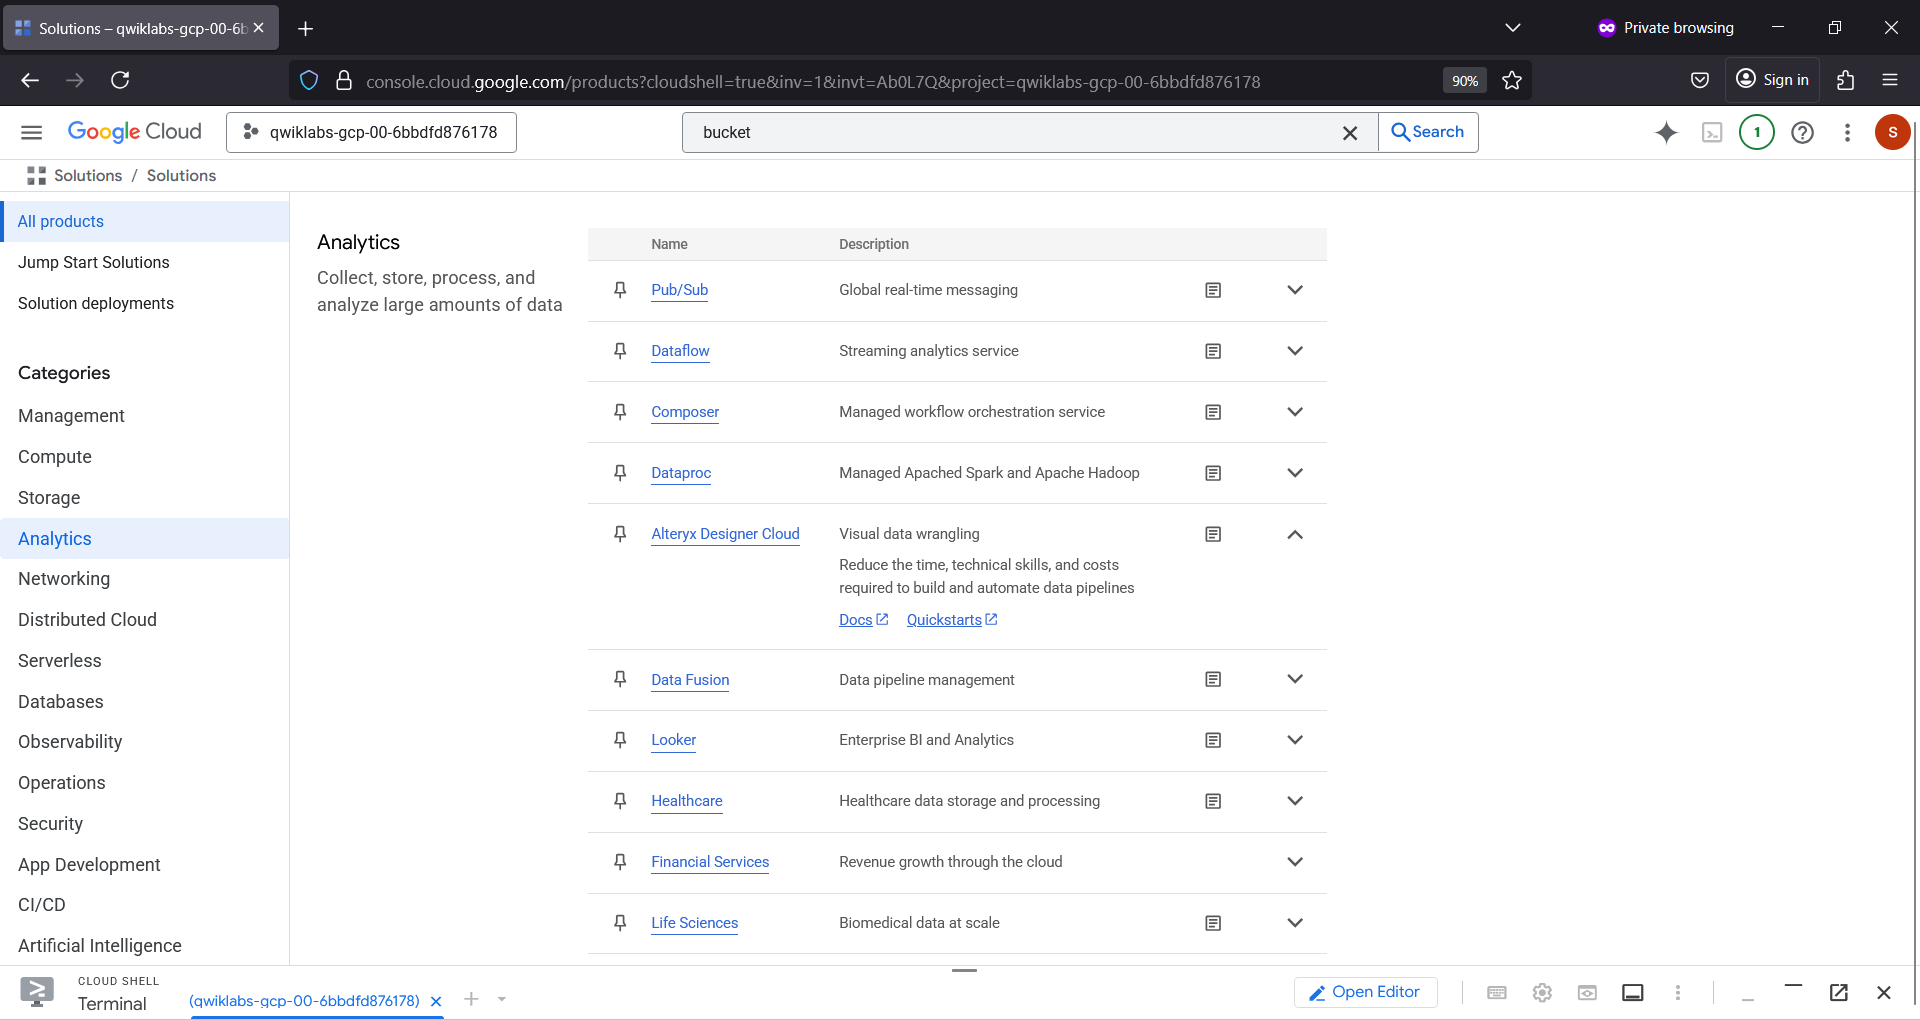 Solutions – qwiklabs-gcp-00-6b
Private browsing
console.cloud.google.com/products?cloudshell=true&inv=1&invt=Ab0L7Q&project=qwiklabs-gcp-00-6bbdfd876178
90%
Sign in
Google Cloud
qwiklabs-gcp-00-6bbdfd876178
bucket
Search
1
S
Solutions / Solutions
All products
Jump Start Solutions
Solution deployments
Categories
Management
Compute
Storage
Analytics
Networking
Distributed Cloud
Serverless
Databases
Observability
Operations
Security
App Development
CI/CD
Artificial Intelligence
Analytics
Collect, store, process, and
analyze large amounts of data
Name Description
Pub/Sub Global real-time messaging
Dataflow Streaming analytics service
Composer Managed workflow orchestration service
Dataproc Managed Apached Spark and Apache Hadoop
Alteryx Designer Cloud Visual data wrangling
Reduce the time, technical skills, and costs
required to build and automate data pipelines
Docs Quickstarts
Data Fusion Data pipeline management
Looker Enterprise BI and Analytics
Healthcare Healthcare data storage and processing
Financial Services Revenue growth through the cloud
Life Sciences Biomedical data at scale
CLOUD SHELL
Terminal
(qwiklabs-gcp-00-6bbdfd876178)
Open Editor